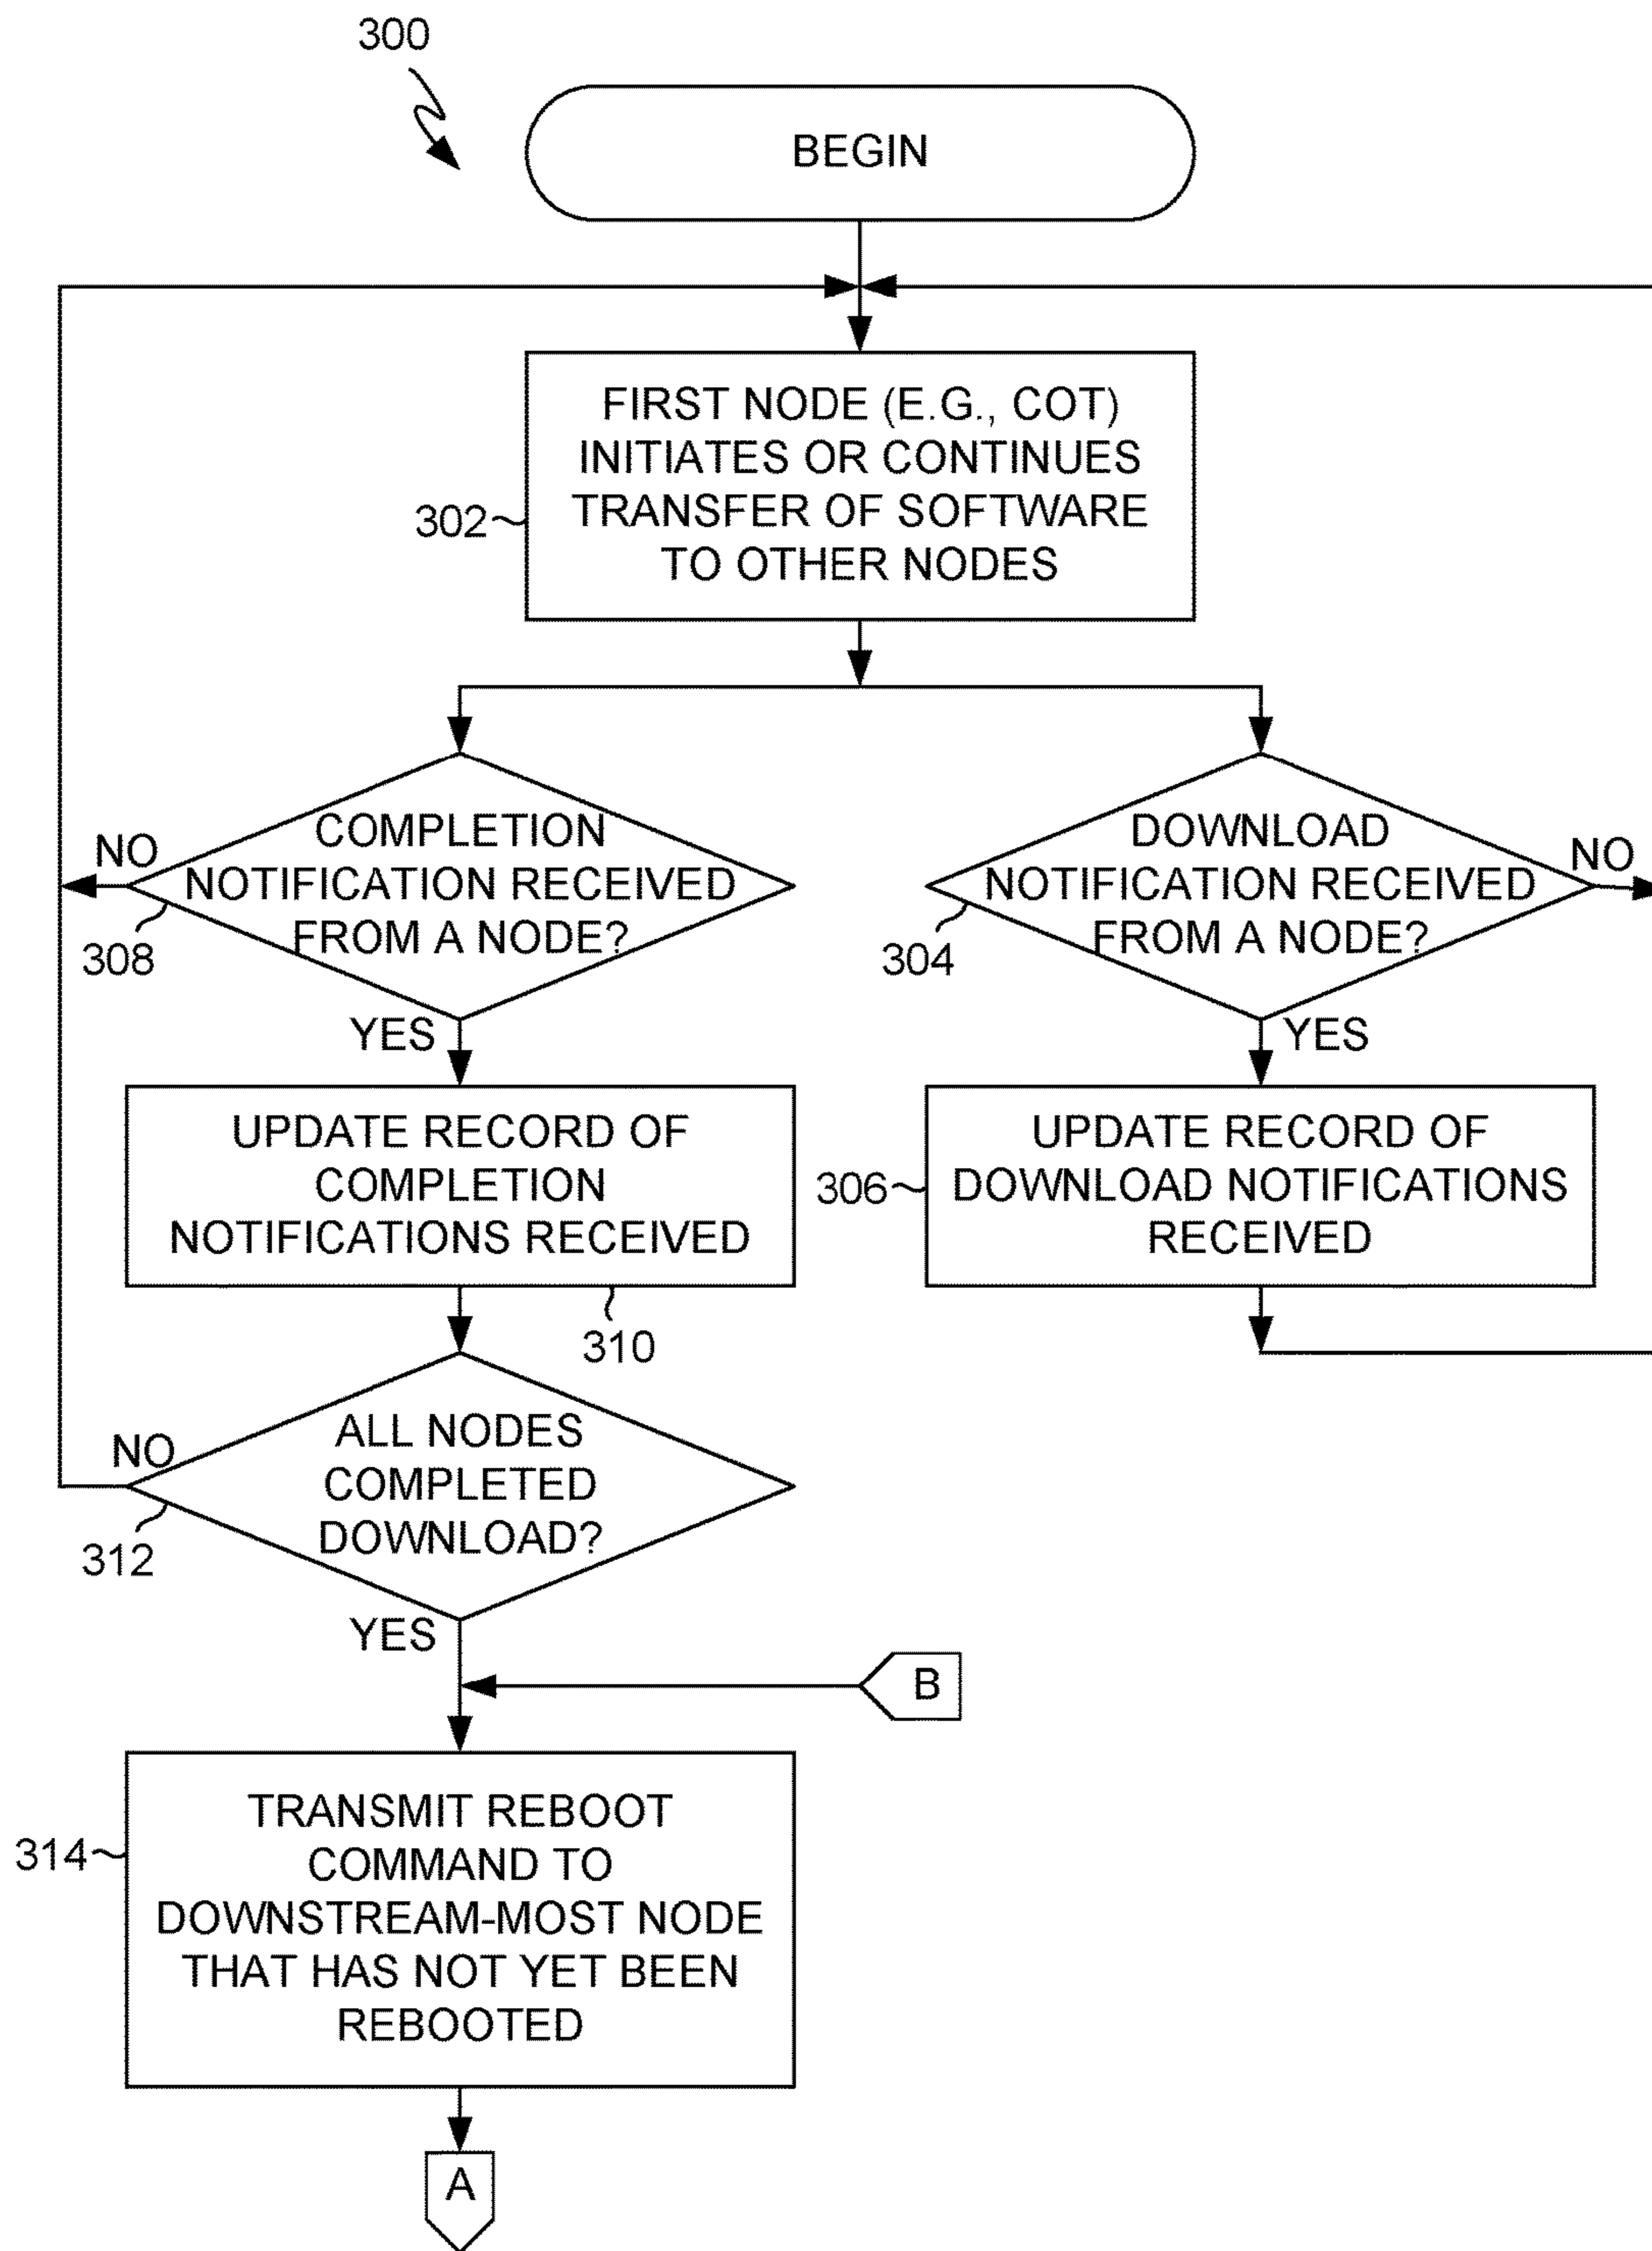 300
BEGIN
FIRST NODE (E.G., COT)
INITIATES OR CONTINUES
TRANSFER OF SOFTWARE
TO OTHER NODES
302
COMPLETION
NOTIFICATION RECEIVED
FROM A NODE?
NO
308
YES
DOWNLOAD
NOTIFICATION RECEIVED
FROM A NODE?
NO
304
YES
UPDATE RECORD OF
COMPLETION
NOTIFICATIONS RECEIVED
310
UPDATE RECORD OF
DOWNLOAD NOTIFICATIONS
RECEIVED
306
ALL NODES
COMPLETED
DOWNLOAD?
NO
312
YES
B
TRANSMIT REBOOT
COMMAND TO
DOWNSTREAM-MOST NODE
THAT HAS NOT YET BEEN
REBOOTED
314
A